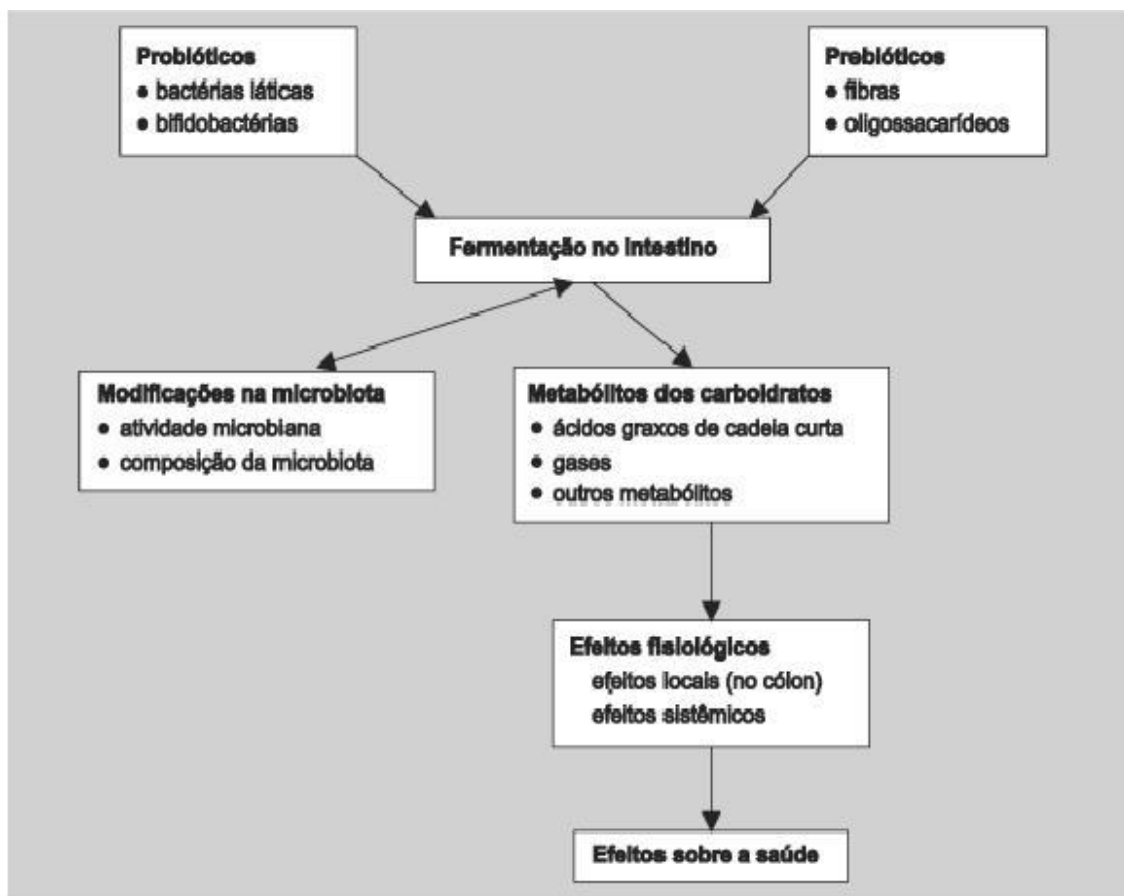 Probióticos
• bactérias láticas
• bifidobactérias
Prebióticos
• fibras
• oligossacarídeos
Fermentação no intestino
Modificações na microbiota
• atividade microbiana
• composição da microbiota
Metabólitos dos carboidratos
• ácidos graxos de cadeia curta
• gases
• outros metabólitos
Efeitos fisiológicos
efeitos locais (no cólon)
efeitos sistêmicos
Efeitos sobre a saúde